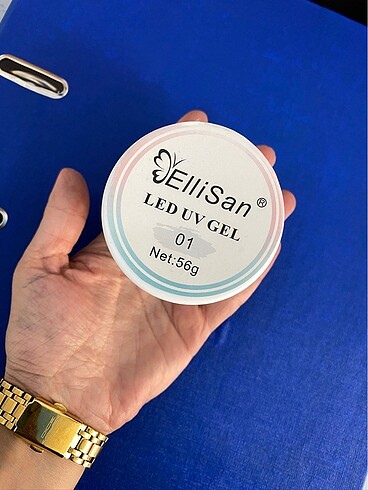 ElliSan®
LED UV GEL
01
Net:56g